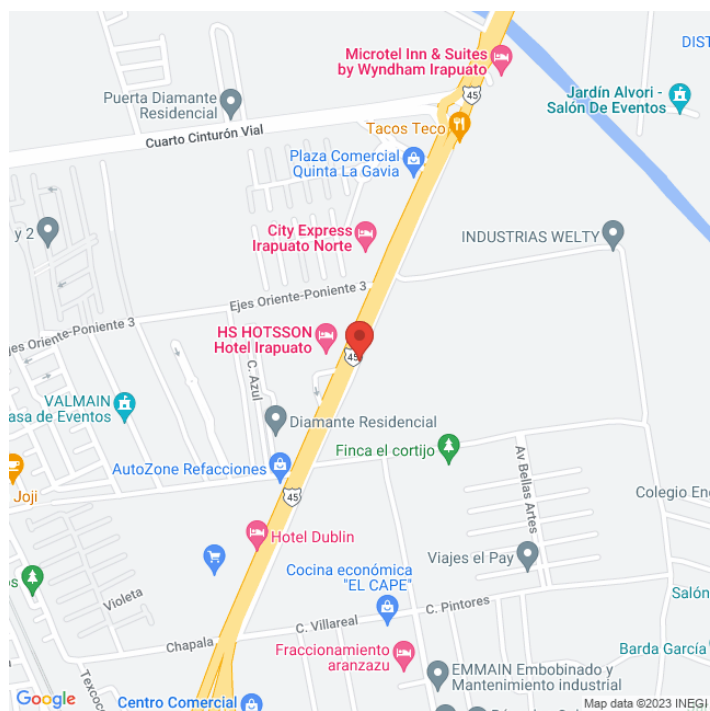 Microtel Inn & Suites
by Wyndham Irapuato
DIST
45
Jardín Alvori -
Salón De Eventos
Puerta Diamante
Residencial
Tacos Teco
Cuarto Cinturón Vial
Plaza Comercial
Quinta La Gavia
y 2
City Express
Irapuato Norte
INDUSTRIAS WELTY
Ejes Oriente-Poniente 3
Ejes Oriente-Poniente 3
HS HOTSSON
Hotel Irapuato
45
C. Azul
VALMAIN
asa de Eventos
Diamante Residencial
Finca el cortijo
Av Bellas Artes
AutoZone Refacciones
Joji
45
Colegio Enc
Hotel Dublin
Viajes el Pay
Cocina económica
"EL CAPE"
os
Violeta
Salón
C. Pintores
C. Villareal
Chapala
Fraccionamiento
aranzazu
Barda García
Texcoco
EMMAIN Embobinado y
Mantenimiento industrial
Google
Centro Comercial
Map data ©2023 INEGI